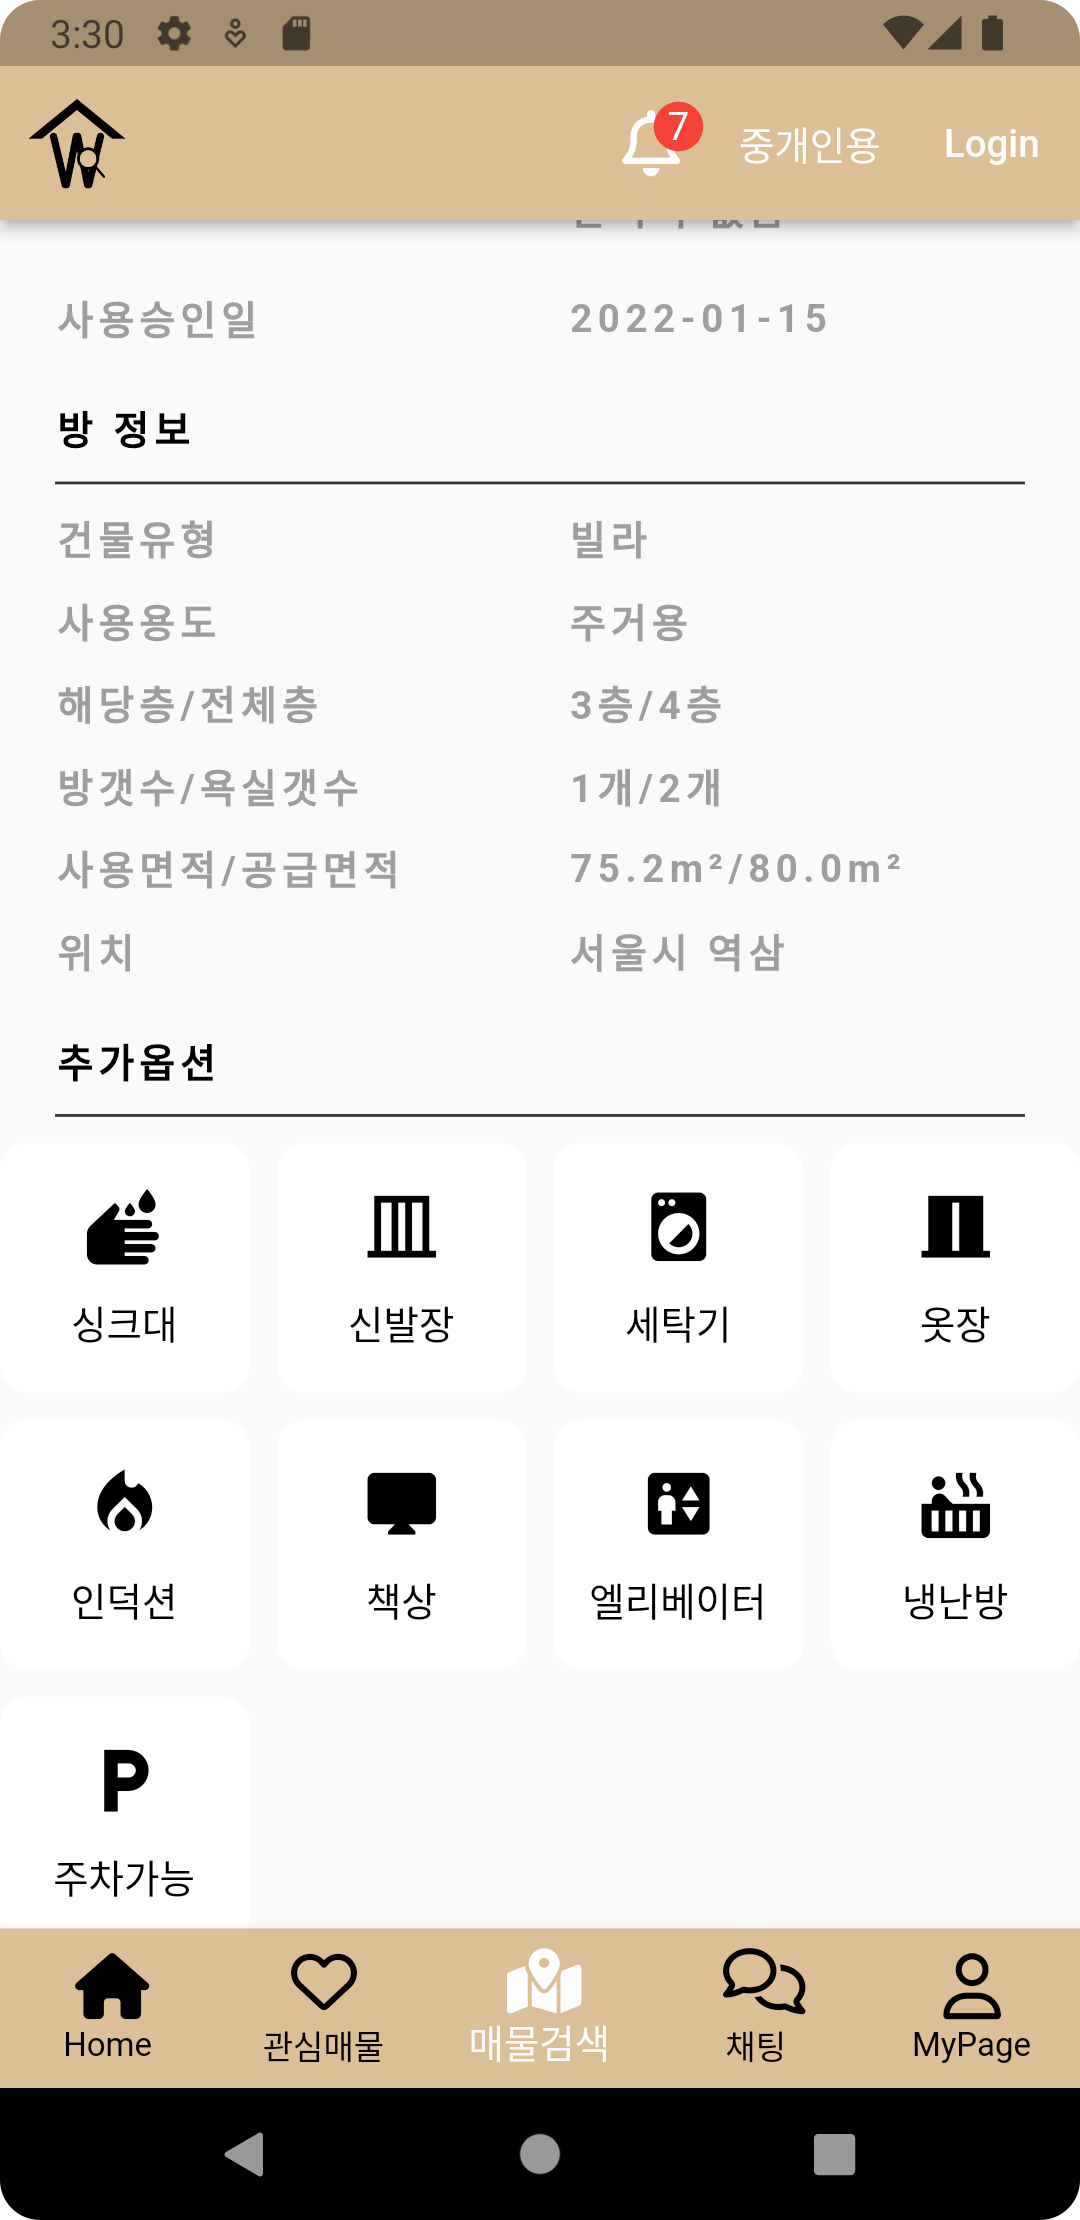 3:30
7
중개인용
Login
사용승인일 2022-01-15
방 정보
건물유형 빌라
사용용도 주거용
해당층/전체층 3층/4층
방갯수/욕실갯수 1개/2개
사용면적/공급면적 75.2m²/80.0m²
위치 서울시 역삼
추가옵션
싱크대 신발장 세탁기 옷장
인덕션 책상 엘리베이터 냉난방
P
주차가능
Home 관심매물 매물검색 채팅 MyPage